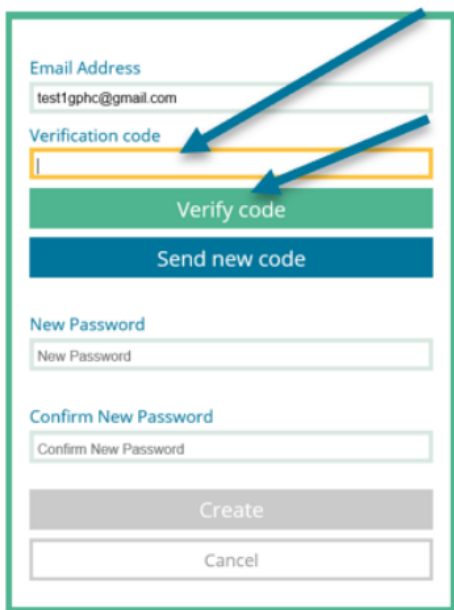 Email Address
test1gphc@gmail.com
Verification code
Verify code
Send new code
New Password
New Password
Confirm New Password
Confirm New Password
Create
Cancel